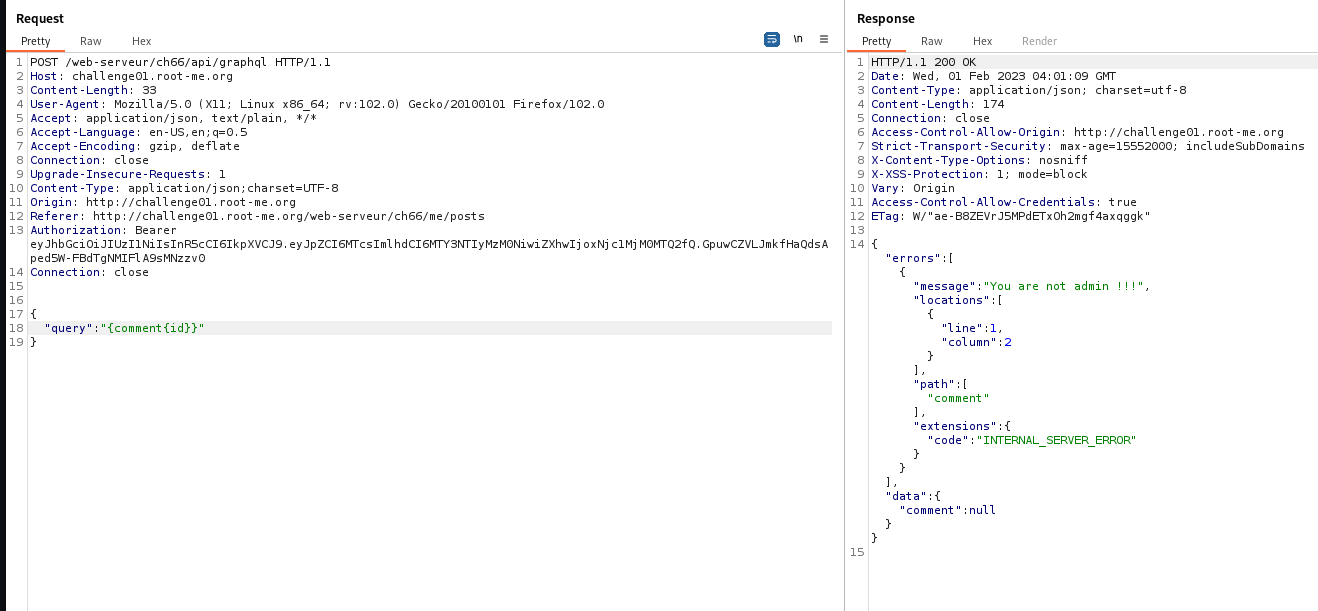 Request
Pretty Raw Hex
\n
1 POST /web-serveur/ch66/api/graphql HTTP/1.1
2 Host: challenge01.root-me.org
3 Content-Length: 33
4 User-Agent: Mozilla/5.0 (X11; Linux x86_64; rv:102.0) Gecko/20100101 Firefox/102.0
5 Accept: application/json, text/plain, */*
6 Accept-Language: en-US,en;q=0.5
7 Accept-Encoding: gzip, deflate
8 Connection: close
9 Upgrade-Insecure-Requests: 1
10 Content-Type: application/json;charset=UTF-8
11 Origin: http://challenge01.root-me.org
12 Referer: http://challenge01.root-me.org/web-serveur/ch66/me/posts
13 Authorization: Bearer
eyJhbGciOiJIUzI1NiIsInR5cCI6IkpXVCJ9.eyJpZCI6MTcsImlhdCI6MTY3NTIyMzM0NiwiZXhwIjoxNjc1MjM0MTQ2fQ.GpuwCZVLJmkfHaQdsA
ped5W-FBdTgNMIFlA9sMNzzv0
14 Connection: close
15
16
17 {
18 "query":"{comment{id}}"
19 }
Response
Pretty Raw Hex Render
1 HTTP/1.1 200 OK
2 Date: Wed, 01 Feb 2023 04:01:09 GMT
3 Content-Type: application/json; charset=utf-8
4 Content-Length: 174
5 Connection: close
6 Access-Control-Allow-Origin: http://challenge01.root-me.org
7 Strict-Transport-Security: max-age=15552000; includeSubDomains
8 X-Content-Type-Options: nosniff
9 X-XSS-Protection: 1; mode=block
10 Vary: Origin
11 Access-Control-Allow-Credentials: true
12 ETag: W/"ae-B8ZEVrJ5MPdETxOh2mgf4axqggk"
13
14 {
"errors":[
{
"message":"You are not admin !!!",
"locations":[
{
"line":1,
"column":2
}
],
"path":[
"comment"
],
"extensions":{
"code":"INTERNAL_SERVER_ERROR"
}
}
],
"data":{
"comment":null
}
}
15